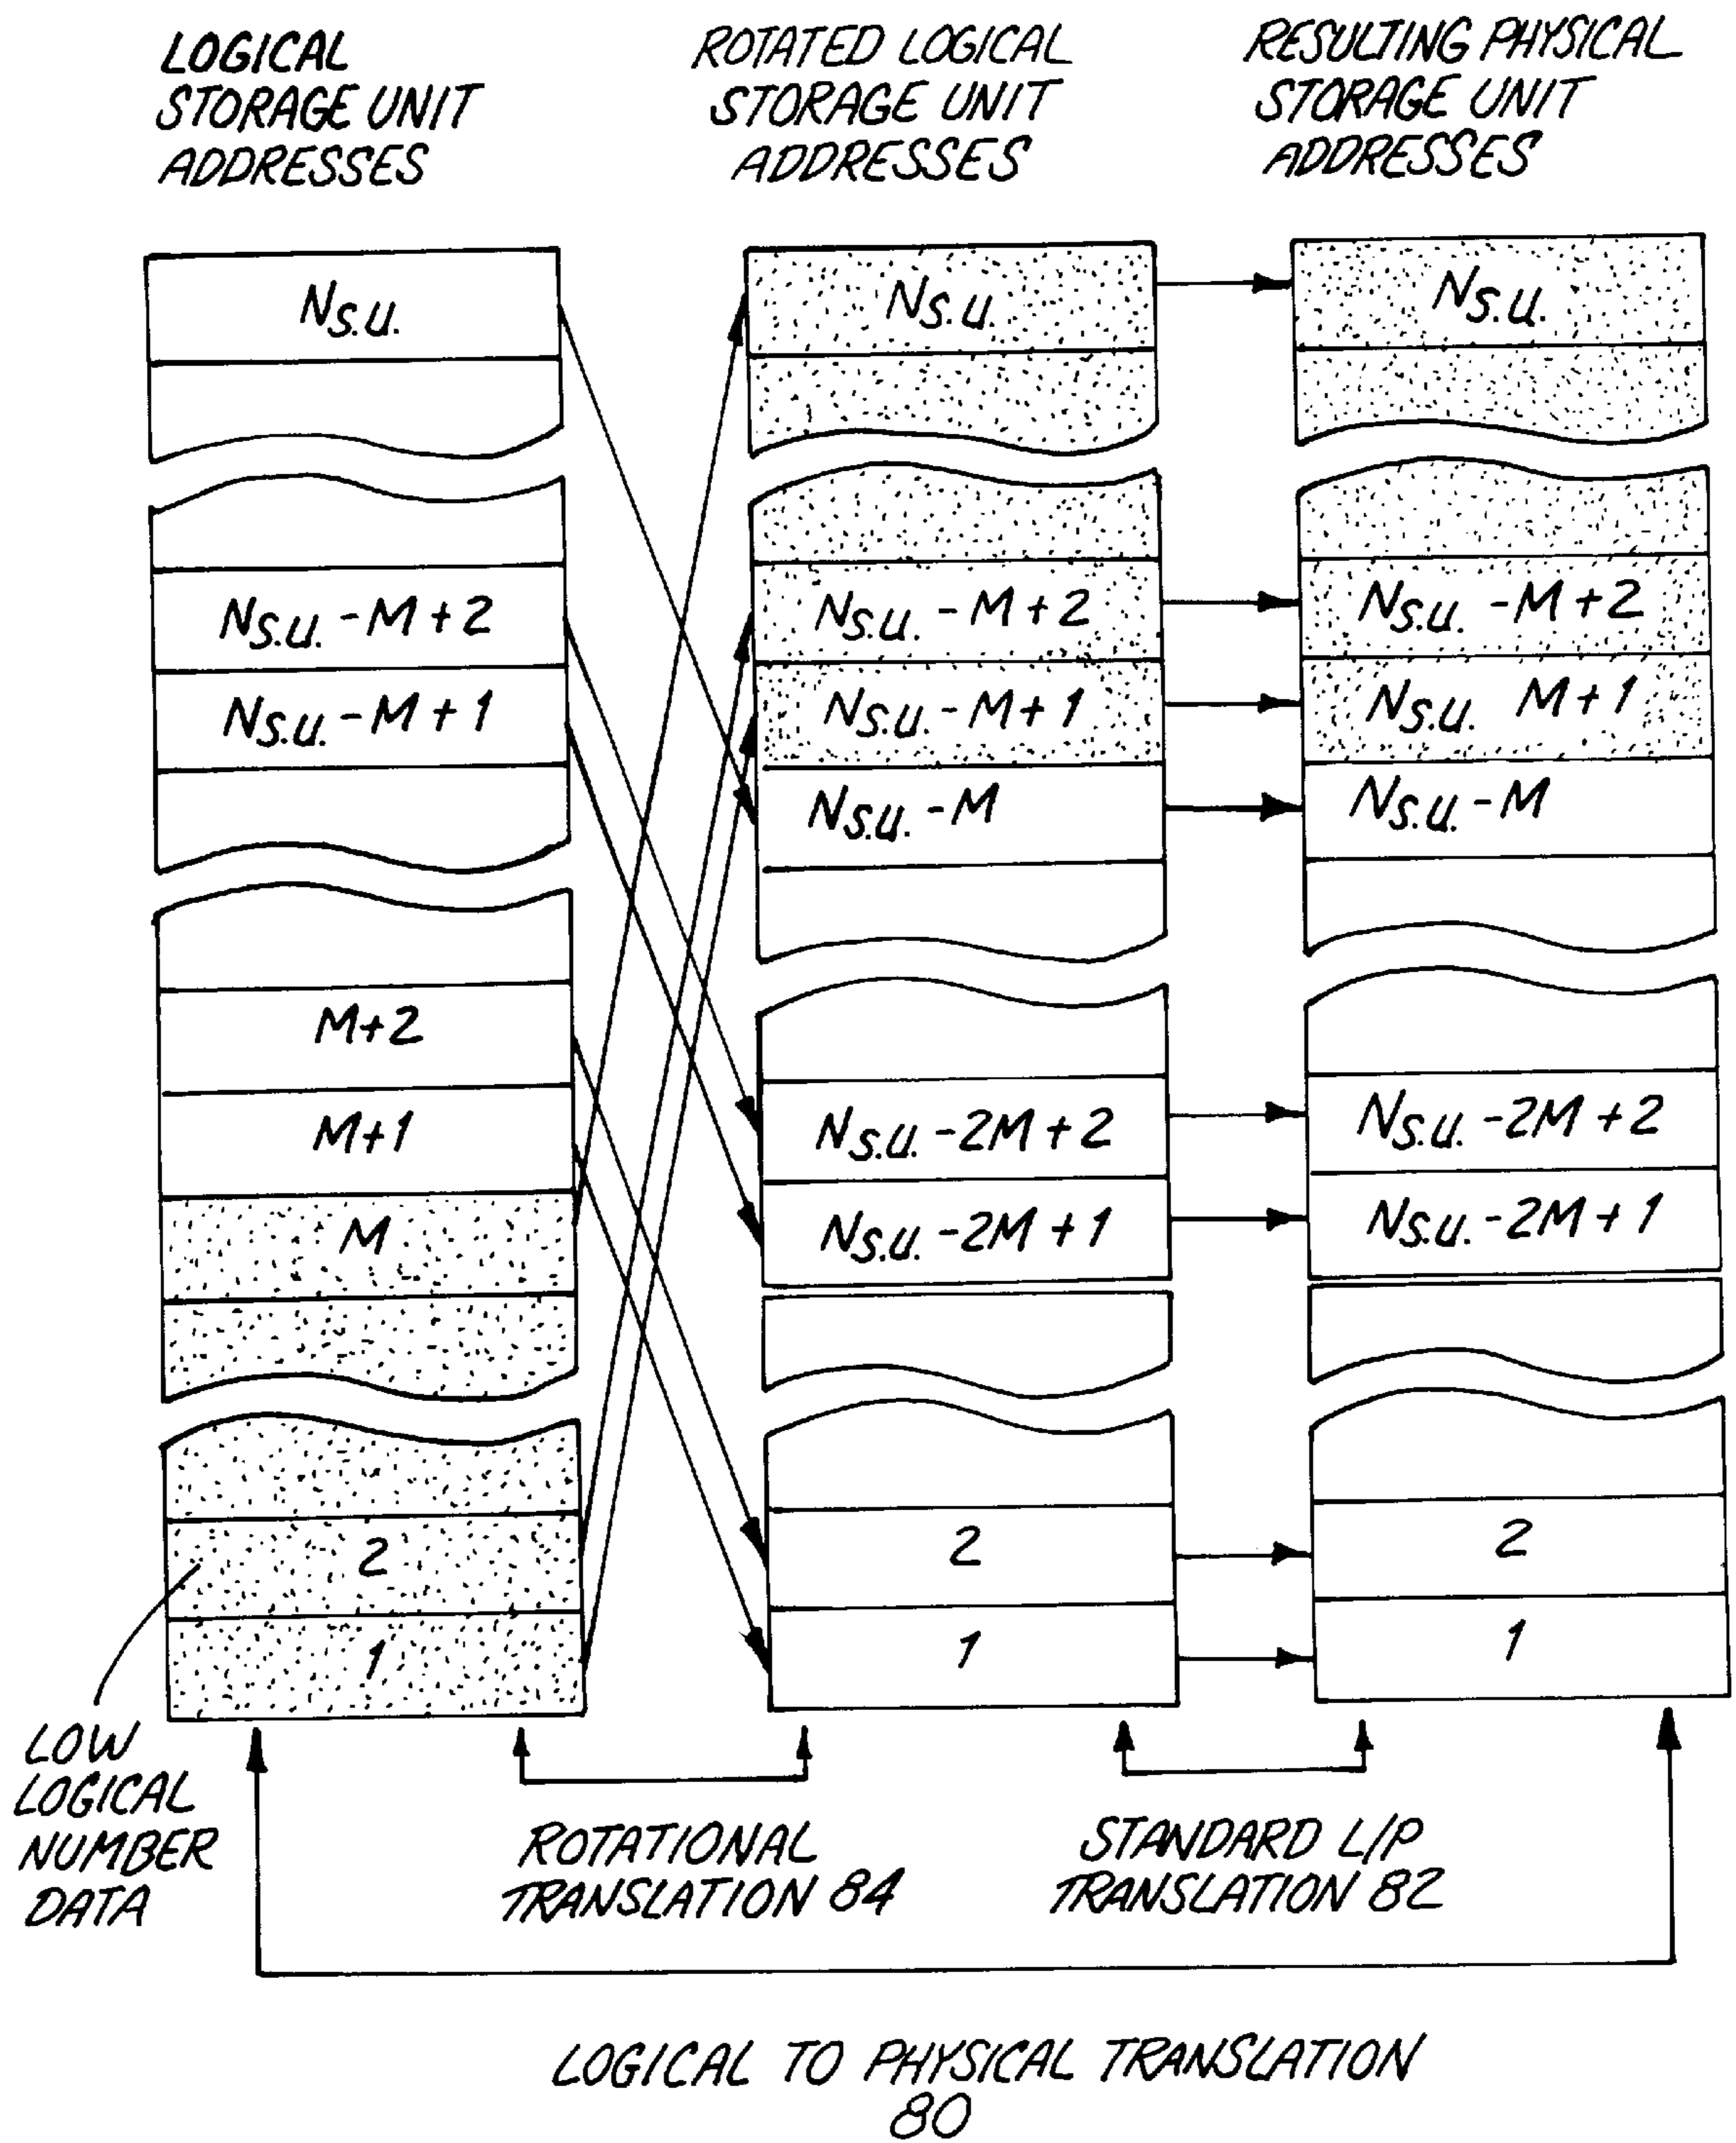 LOGICAL
STORAGE UNIT
ADDRESSES
ROTATED LOGICAL
STORAGE UNIT
ADDRESSES
RESULTING PHYSICAL
STORAGE UNIT
ADDRESSES
NS.U.
NS.U.-M+2
NS.U.-M+1
M+2
M+1
M
2
1
NS.U.
NS.U.-M+2
NS.U.-M+1
NS.U.-M
NS.U.-2M+2
NS.U.-2M+1
2
1
NS.U.
NS.U.-M+2
NS.U. M+1
NS.U.-M
NS.U.-2M+2
NS.U.-2M+1
2
1
LOW
LOGICAL
NUMBER
DATA
ROTATIONAL
TRANSLATION 84
STANDARD L/P
TRANSLATION 82
LOGICAL TO PHYSICAL TRANSLATION
80